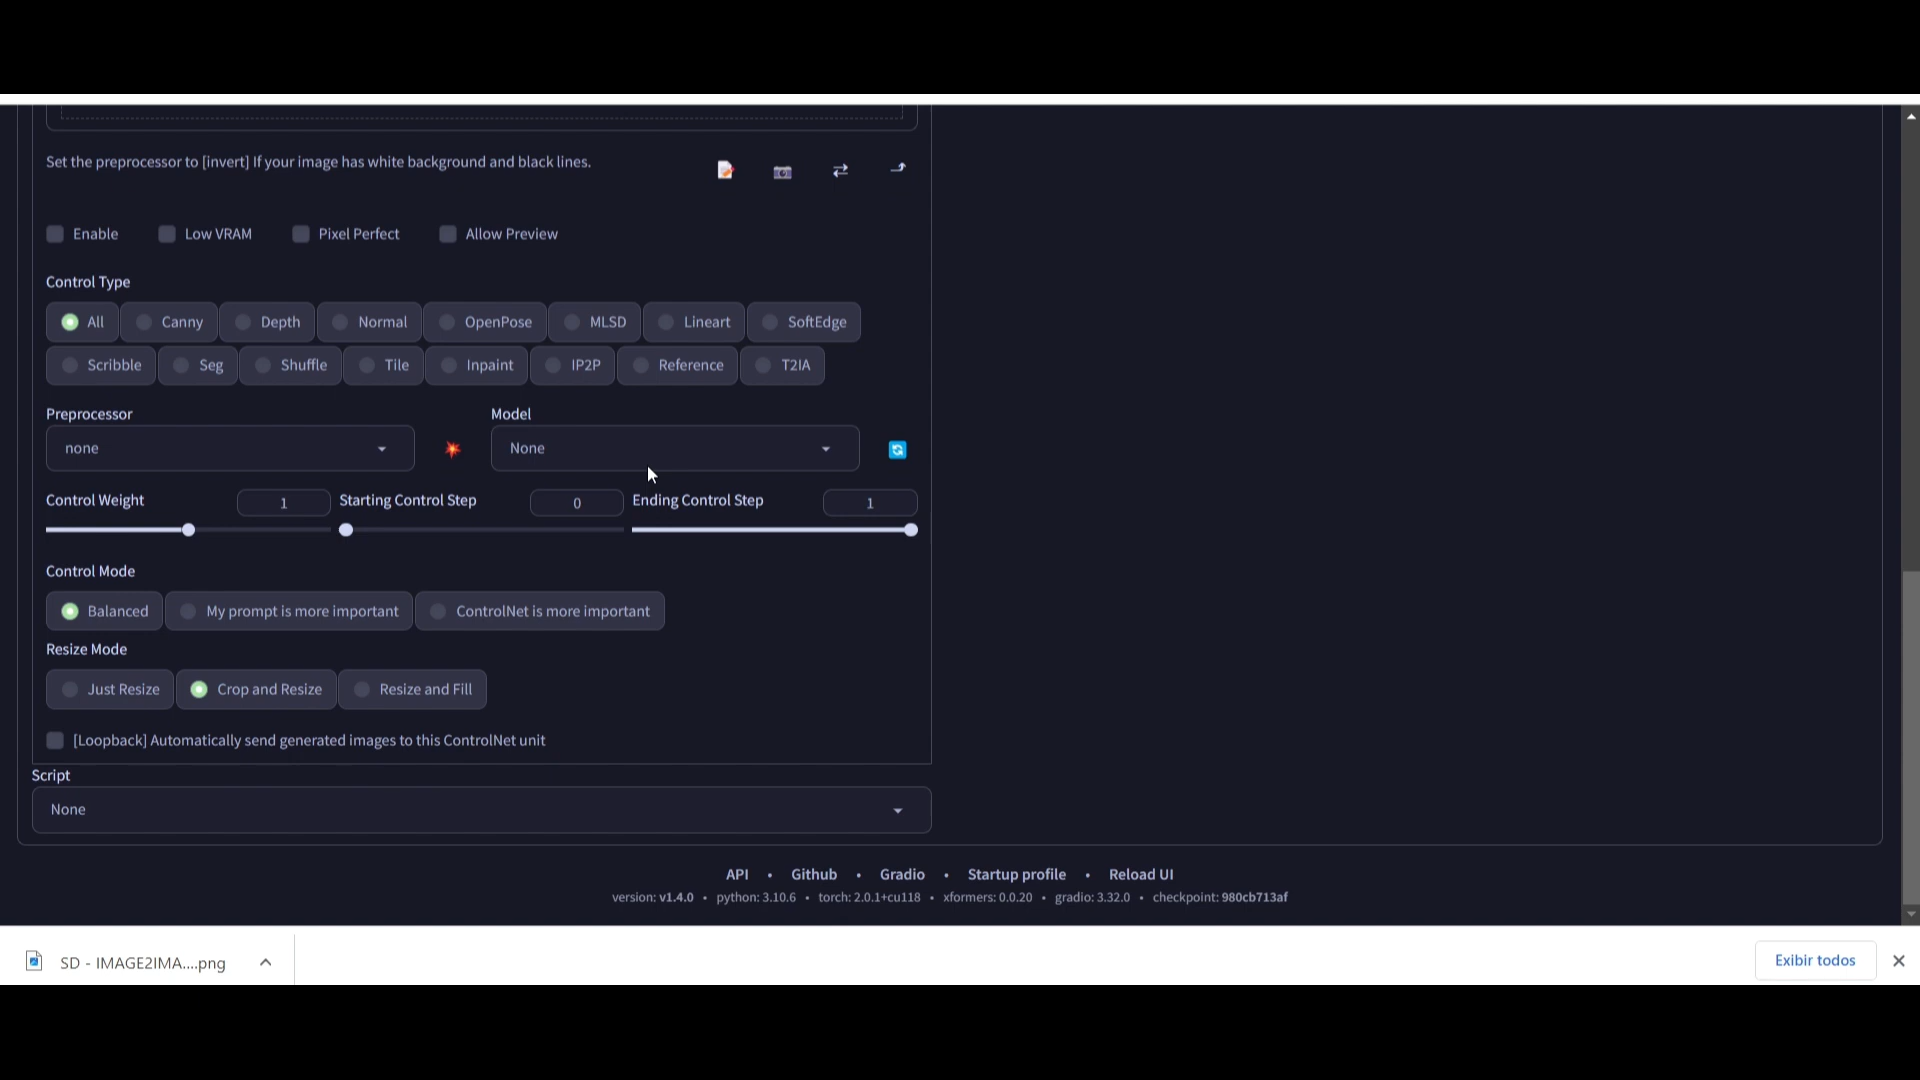 Set the preprocessor to [invert] If your image has white background and black lines.
Enable Low VRAM Pixel Perfect Allow Preview
Control Type
All Canny Depth Normal OpenPose MLSD Lineart SoftEdge
Scribble Seg Shuffle Tile Inpaint IP2P Reference T2IA
Preprocessor Model
none None
Control Weight 1 Starting Control Step 0 Ending Control Step 1
Control Mode
Balanced My prompt is more important ControlNet is more important
Resize Mode
Just Resize Crop and Resize Resize and Fill
[Loopback] Automatically send generated images to this ControlNet unit
Script
None
API • Github • Gradio • Startup profile • Reload UI
version: v1.4.0 • python: 3.10.6 • torch: 2.0.1+cu118 • xformers: 0.0.20 • gradio: 3.32.0 • checkpoint: 980cb713af
SD - IMAGE2IMA....png Exibir todos